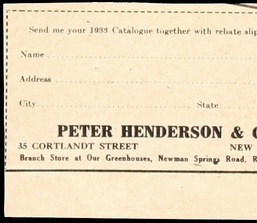 Send me your 1933 Catalogue together with rebate slip
Name
Address
City State
PETER HENDERSON & C
35 CORTLANDT STREET NEW
Branch Store at Our Greenhouses, Newman Springs Road, R